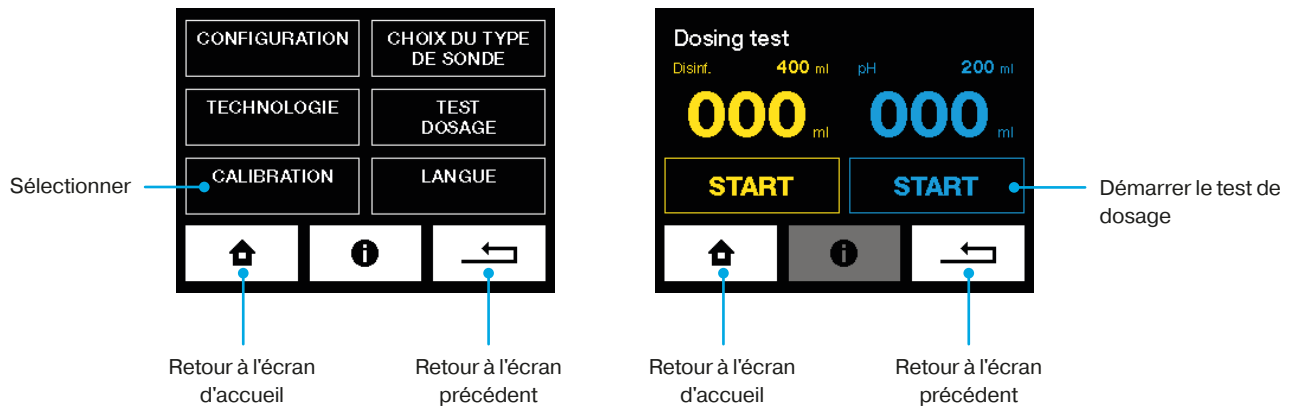 CONFIGURATION
CHOIX DU TYPE
DE SONDE
TECHNOLOGIE
TEST
DOSAGE
CALIBRATION
LANGUE
Sélectionner
Retour à l'écran
d'accueil
Retour à l'écran
précédent
Dosing test
Disinf. 400 ml pH 200 ml
000 ml 000 ml
START START
Démarrer le test de
dosage
Retour à l'écran
d'accueil
Retour à l'écran
précédent